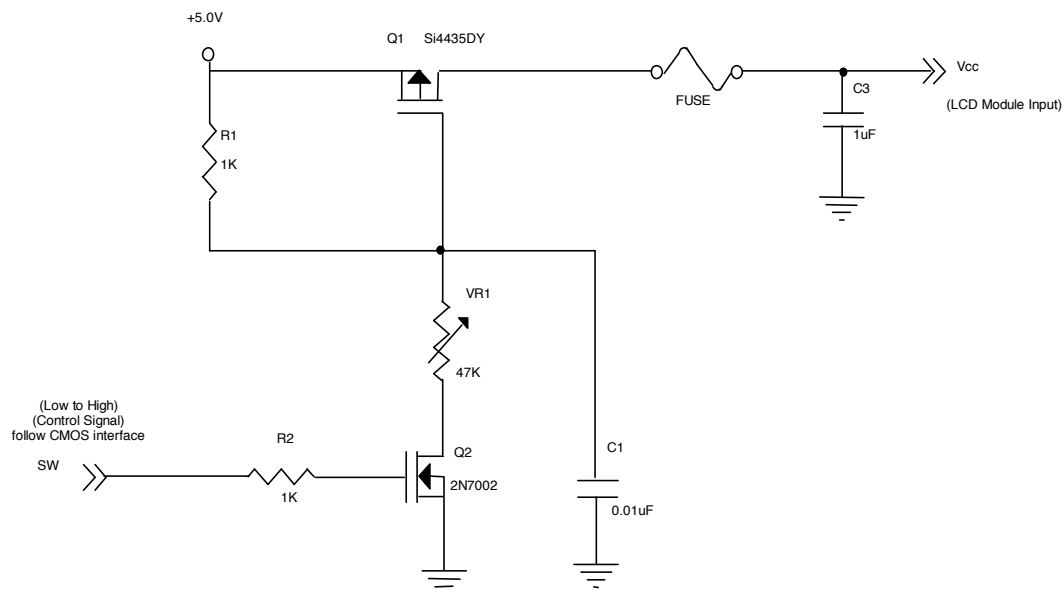 +5.0V
Q1 Si4435DY
FUSE
Vcc
(LCD Module Input)
C3
1uF
R1
1K
VR1
47K
(Low to High)
(Control Signal)
follow CMOS interface
SW
R2
1K
Q2
2N7002
C1
0.01uF